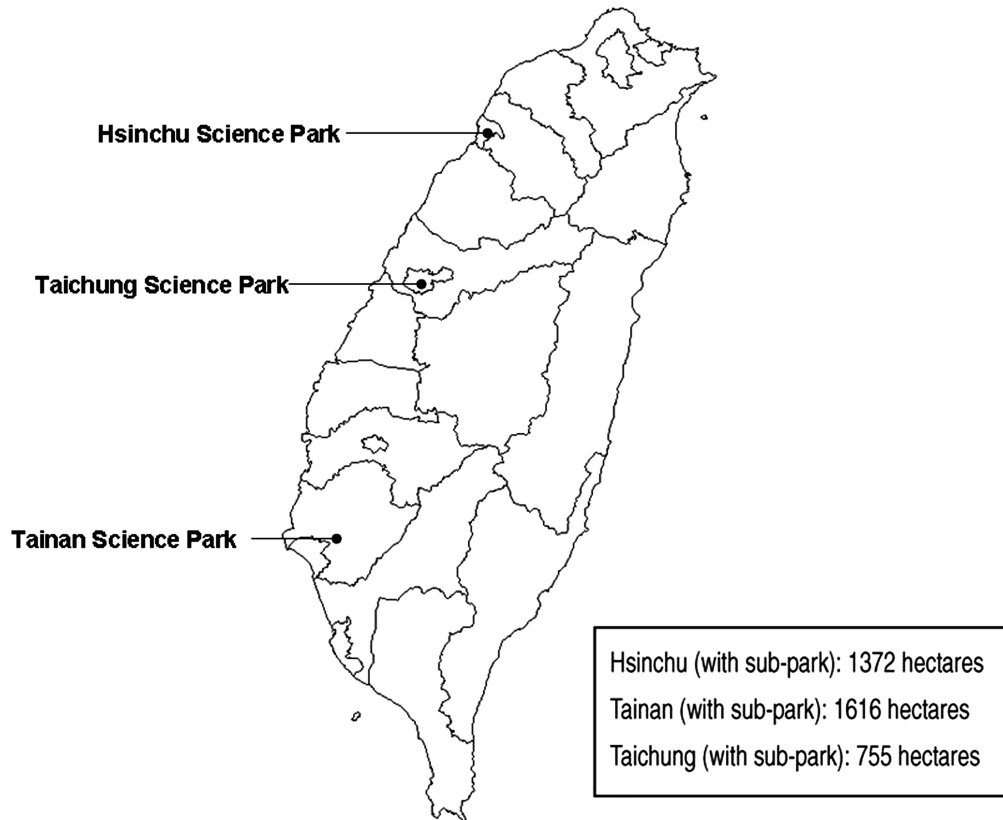 Hsinchu Science Park
Taichung Science Park
Tainan Science Park
Hsinchu (with sub-park): 1372 hectares
Tainan (with sub-park): 1616 hectares
Taichung (with sub-park): 755 hectares